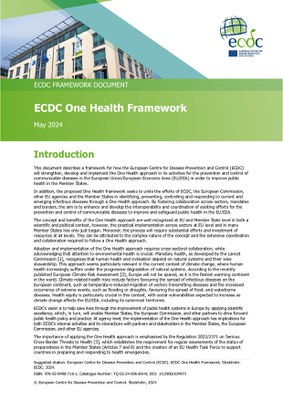 ecdc
EUROPEAN CENTRE FOR
DISEASE PREVENTION
AND CONTROL
ECDC FRAMEWORK DOCUMENT
ECDC One Health Framework
May 2024
Introduction
This document describes a framework for how the European Centre for Disease Prevention and Control (ECDC)
will strengthen, develop and implement the One Health approach in its activities for the prevention and control of
communicable diseases in the European Union/European Economic Area (EU/EEA) in order to improve public
health in the Member States.
In addition, the proposed One Health framework seeks to unite the efforts of ECDC, the European Commission,
other EU agencies and the Member States in identifying, preventing, controlling and responding to current and
emerging infectious diseases through a One Health approach. By fostering collaboration across sectors, mandates
and borders, the aim is to enhance and develop the interoperability and coordination of existing efforts for the
prevention and control of communicable diseases to improve and safeguard public health in the EU/EEA.
The concept and benefits of the One Health approach are well recognised at EU and Member State level in both a
scientific and political context, however, the practical implementation across sectors at EU level and in many
Member States has only just begun. Moreover, the process will require substantial efforts and investment of
resources at all levels. This can be attributed to the complex nature of the concept and the extensive coordination
and collaboration required to follow a One Health approach.
Adoption and implementation of the One Health approach requires cross-sectoral collaboration, while
acknowledging that attention to environmental health is crucial. Planetary health, as developed by the Lancet
Commission [1], recognises that human health and civilisation depend on natural systems and their wise
stewardship. This approach seems particularly relevant in the current context of climate change, where human
health increasingly suffers under the progressive degradation of natural systems. According to the recently
published European Climate Risk Assessment [2], Europe will not be spared, as it is the fastest warming continent
in the world. Climate-related health risks include factors favouring the spread of infectious diseases on the
European continent, such as temperature-induced migration of vectors transmitting diseases and the increased
occurrence of extreme events, such as flooding or droughts, favouring the spread of food- and waterborne
diseases. Health equity is particularly crucial in this context, with social vulnerabilities expected to increase as
climate change affects the EU/EEA, including its outermost territories.
ECDC's vision is to help save lives through the improvement of public health systems in Europe by applying scientific
excellence, which, in turn, will enable Member States, the European Commission, and other partners to drive forward
public health policy and practice. At agency level, the implementation of the One Health approach has implications for
both ECDC's internal activities and its interactions with partners and stakeholders in the Member States, the European
Commission, and other EU agencies.
The importance of applying the One Health approach is emphasised by the Regulation 2022/2371 on Serious
Cross-Border Threats to Health [3], which establishes the requirement for regular assessments of the status of
preparedness in the Member States (Articles 7 and 8) and the creation of an EU Health Task Force to support
countries in preparing and responding to health emergencies.
Suggested citation: European Centre for Disease Prevention and Control (ECDC). ECDC One Health Framework. Stockholm:
ECDC; 2024.
© European Centre for Disease Prevention and Control, Stockholm, 2024